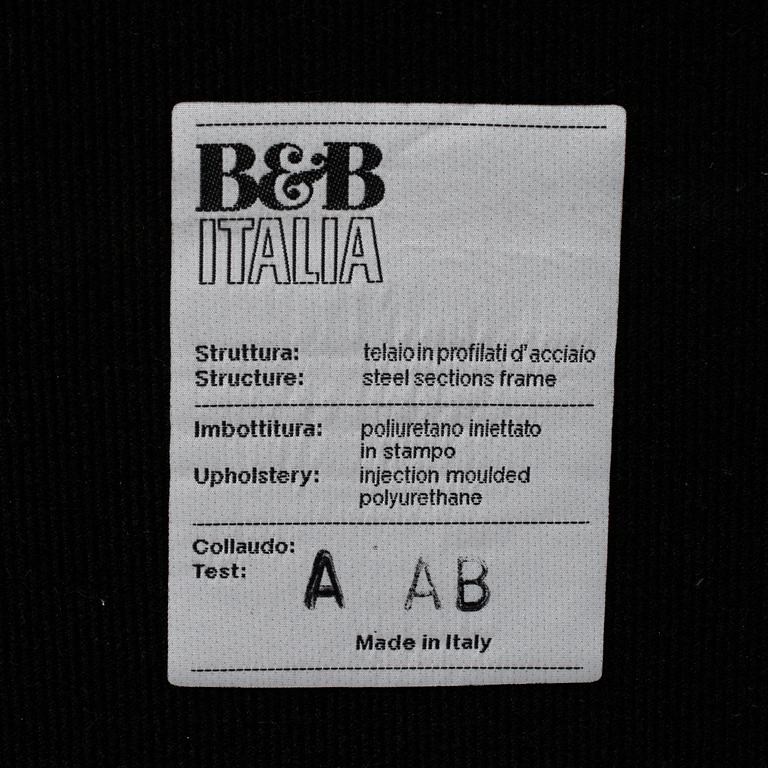 B&B
ITALIA
Struttura: telaio in profilati d'acciaio
Structure: steel sections frame
Imbottitura: poliuretano iniettato
in stampo
Upholstery: injection moulded
polyurethane
Collaudo:
Test: A A B
Made in Italy